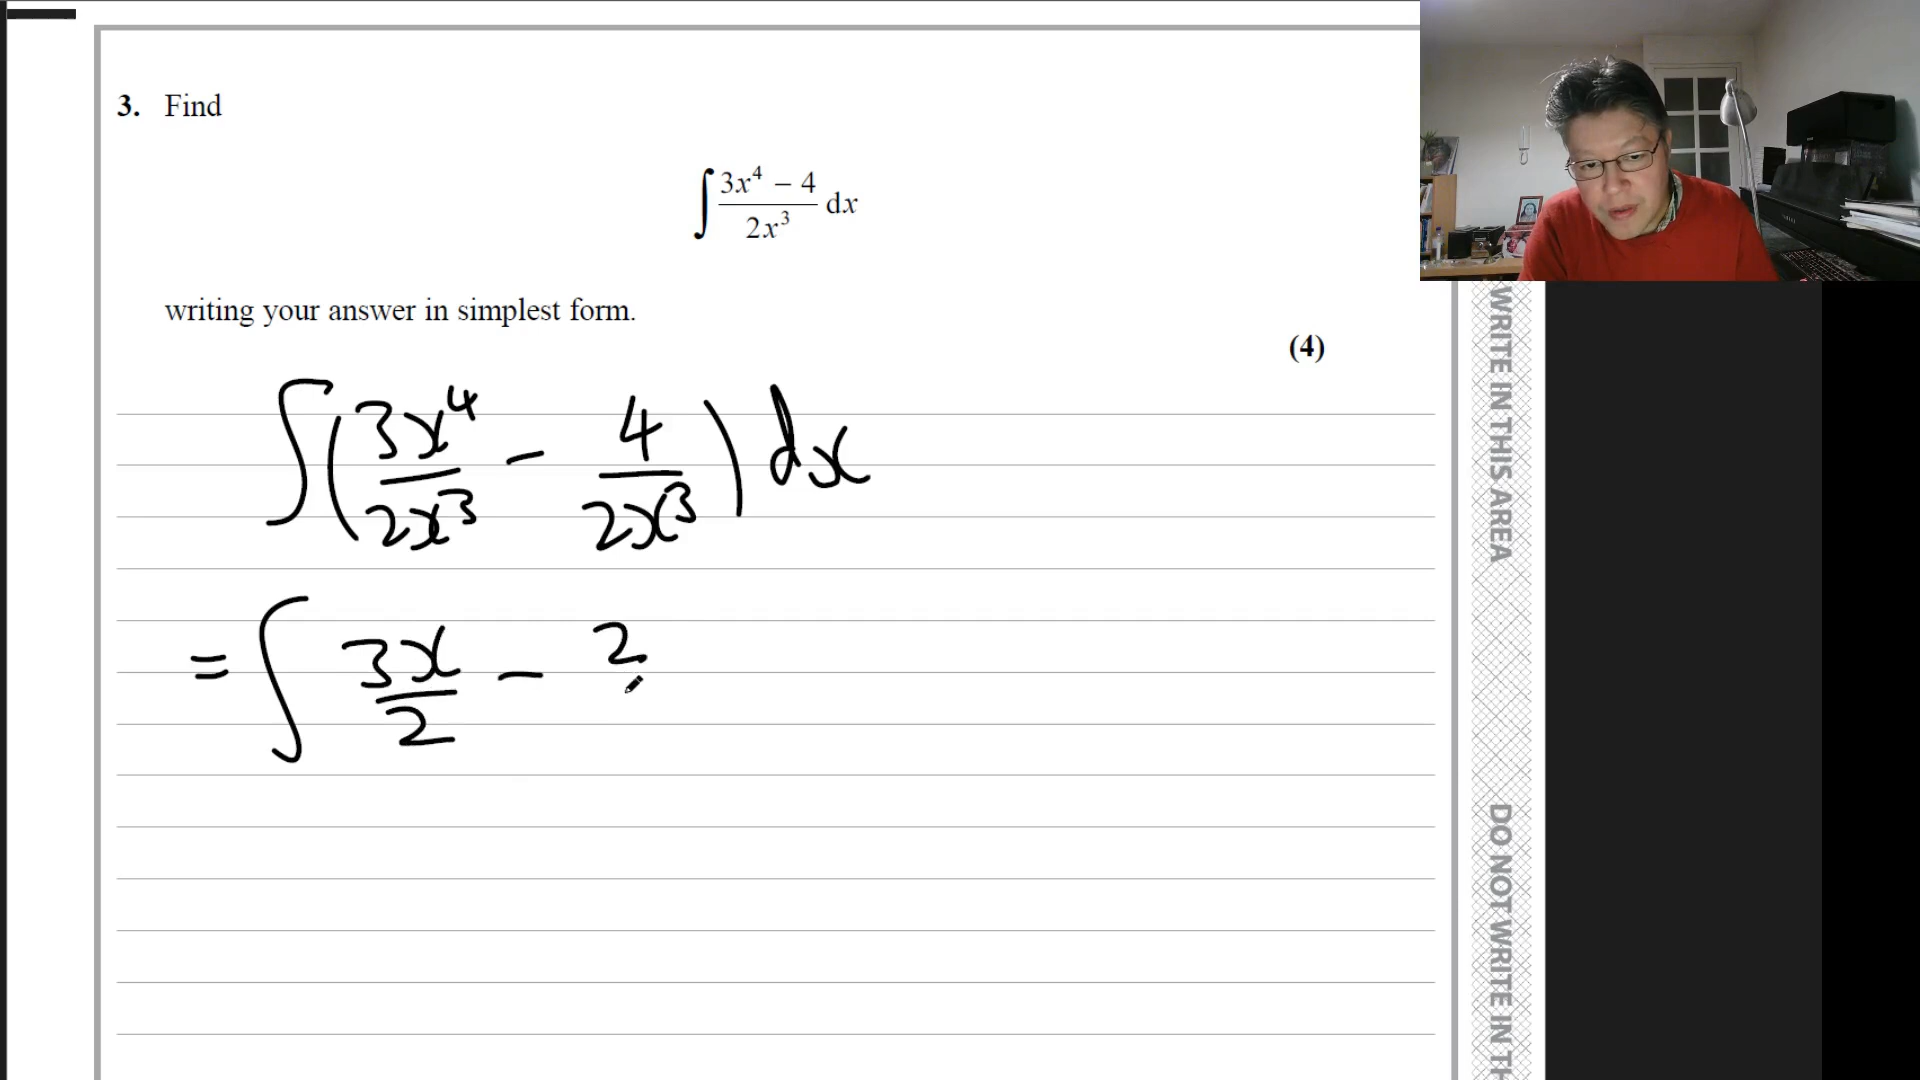 3. Find
∫ (3x⁴ − 4)/(2x³) dx
writing your answer in simplest form.
(4)
∫(3x⁴/2x³ − 4/2x³) dx
= ∫ 3x/2 − 2
WRITE IN THIS AREA
DO NOT WRITE IN TH